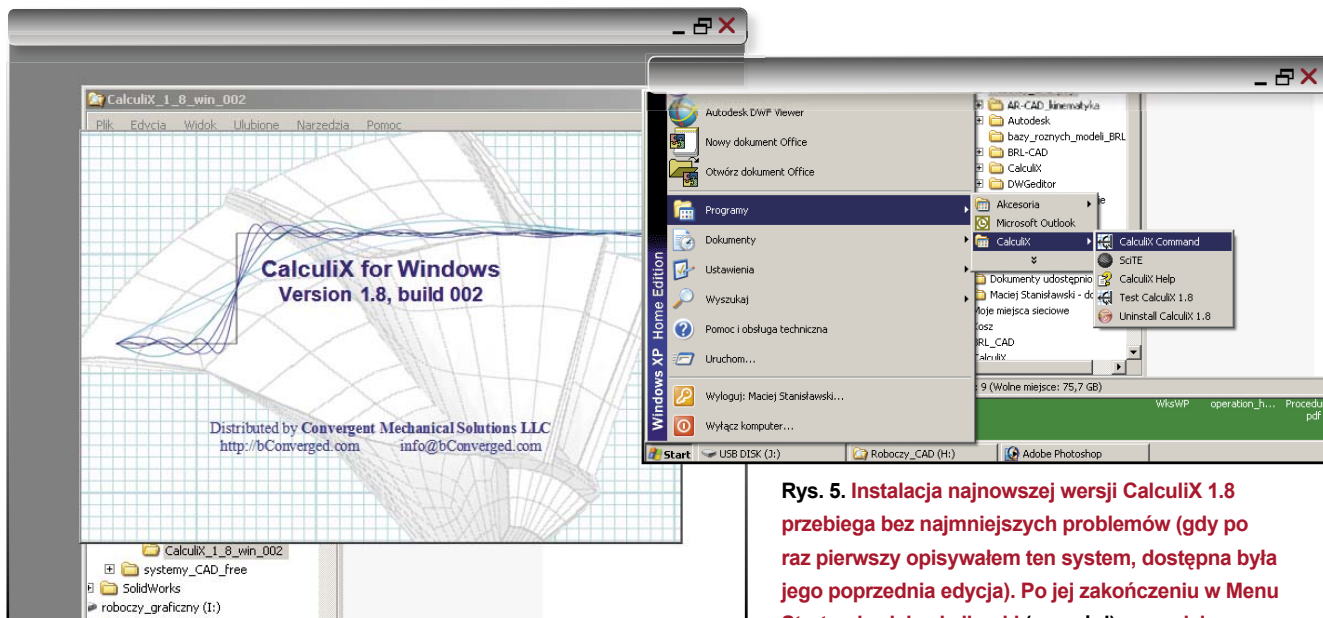 CalculiX_1_8_win_002
Plik Edycja Widok Ulubione Narzędzia Pomoc
CalculiX for Windows
Version 1.8, build 002
Distributed by Convergent Mechanical Solutions LLC
http://bConverged.com info@bConverged.com
CalculiX_1_8_win_002
systemy_CAD_free
SolidWorks
roboczy_graficzny (I:)
Autodesk DWF Viewer
Nowy dokument Office
Otwórz dokument Office
Programy
Dokumenty
Ustawienia
Wyszukaj
Pomoc i obsługa techniczna
Uruchom...
Wyloguj: Maciej Stanisławski...
Wyłącz komputer...
Windows XP Home Edition
AR-CAD_kinematyka
Autodesk
bazy_roznych_modeli_BRL
BRL-CAD
CalculiX
DWGeditor
Akcesoria
Microsoft Outlook
CalculiX
CalculiX Command
SciTE
CalculiX Help
Test CalculiX 1.8
Uninstall CalculiX 1.8
Dokumenty udostępnio
Maciej Stanisławski - do
Moje miejsca sieciowe
Kosz
BRL_CAD
CalculiX
9 (Wolne miejsce: 75,7 GB)
WksWP operation_h... Procedu
pdf
Start USB DISK (J:) Roboczy_CAD (H:) Adobe Photoshop
Rys. 5. Instalacja najnowszej wersji CalculiX 1.8
przebiega bez najmniejszych problemów (gdy po
raz pierwszy opisywałem ten system, dostępna była
jego poprzednia edycja). Po jej zakończeniu w Menu